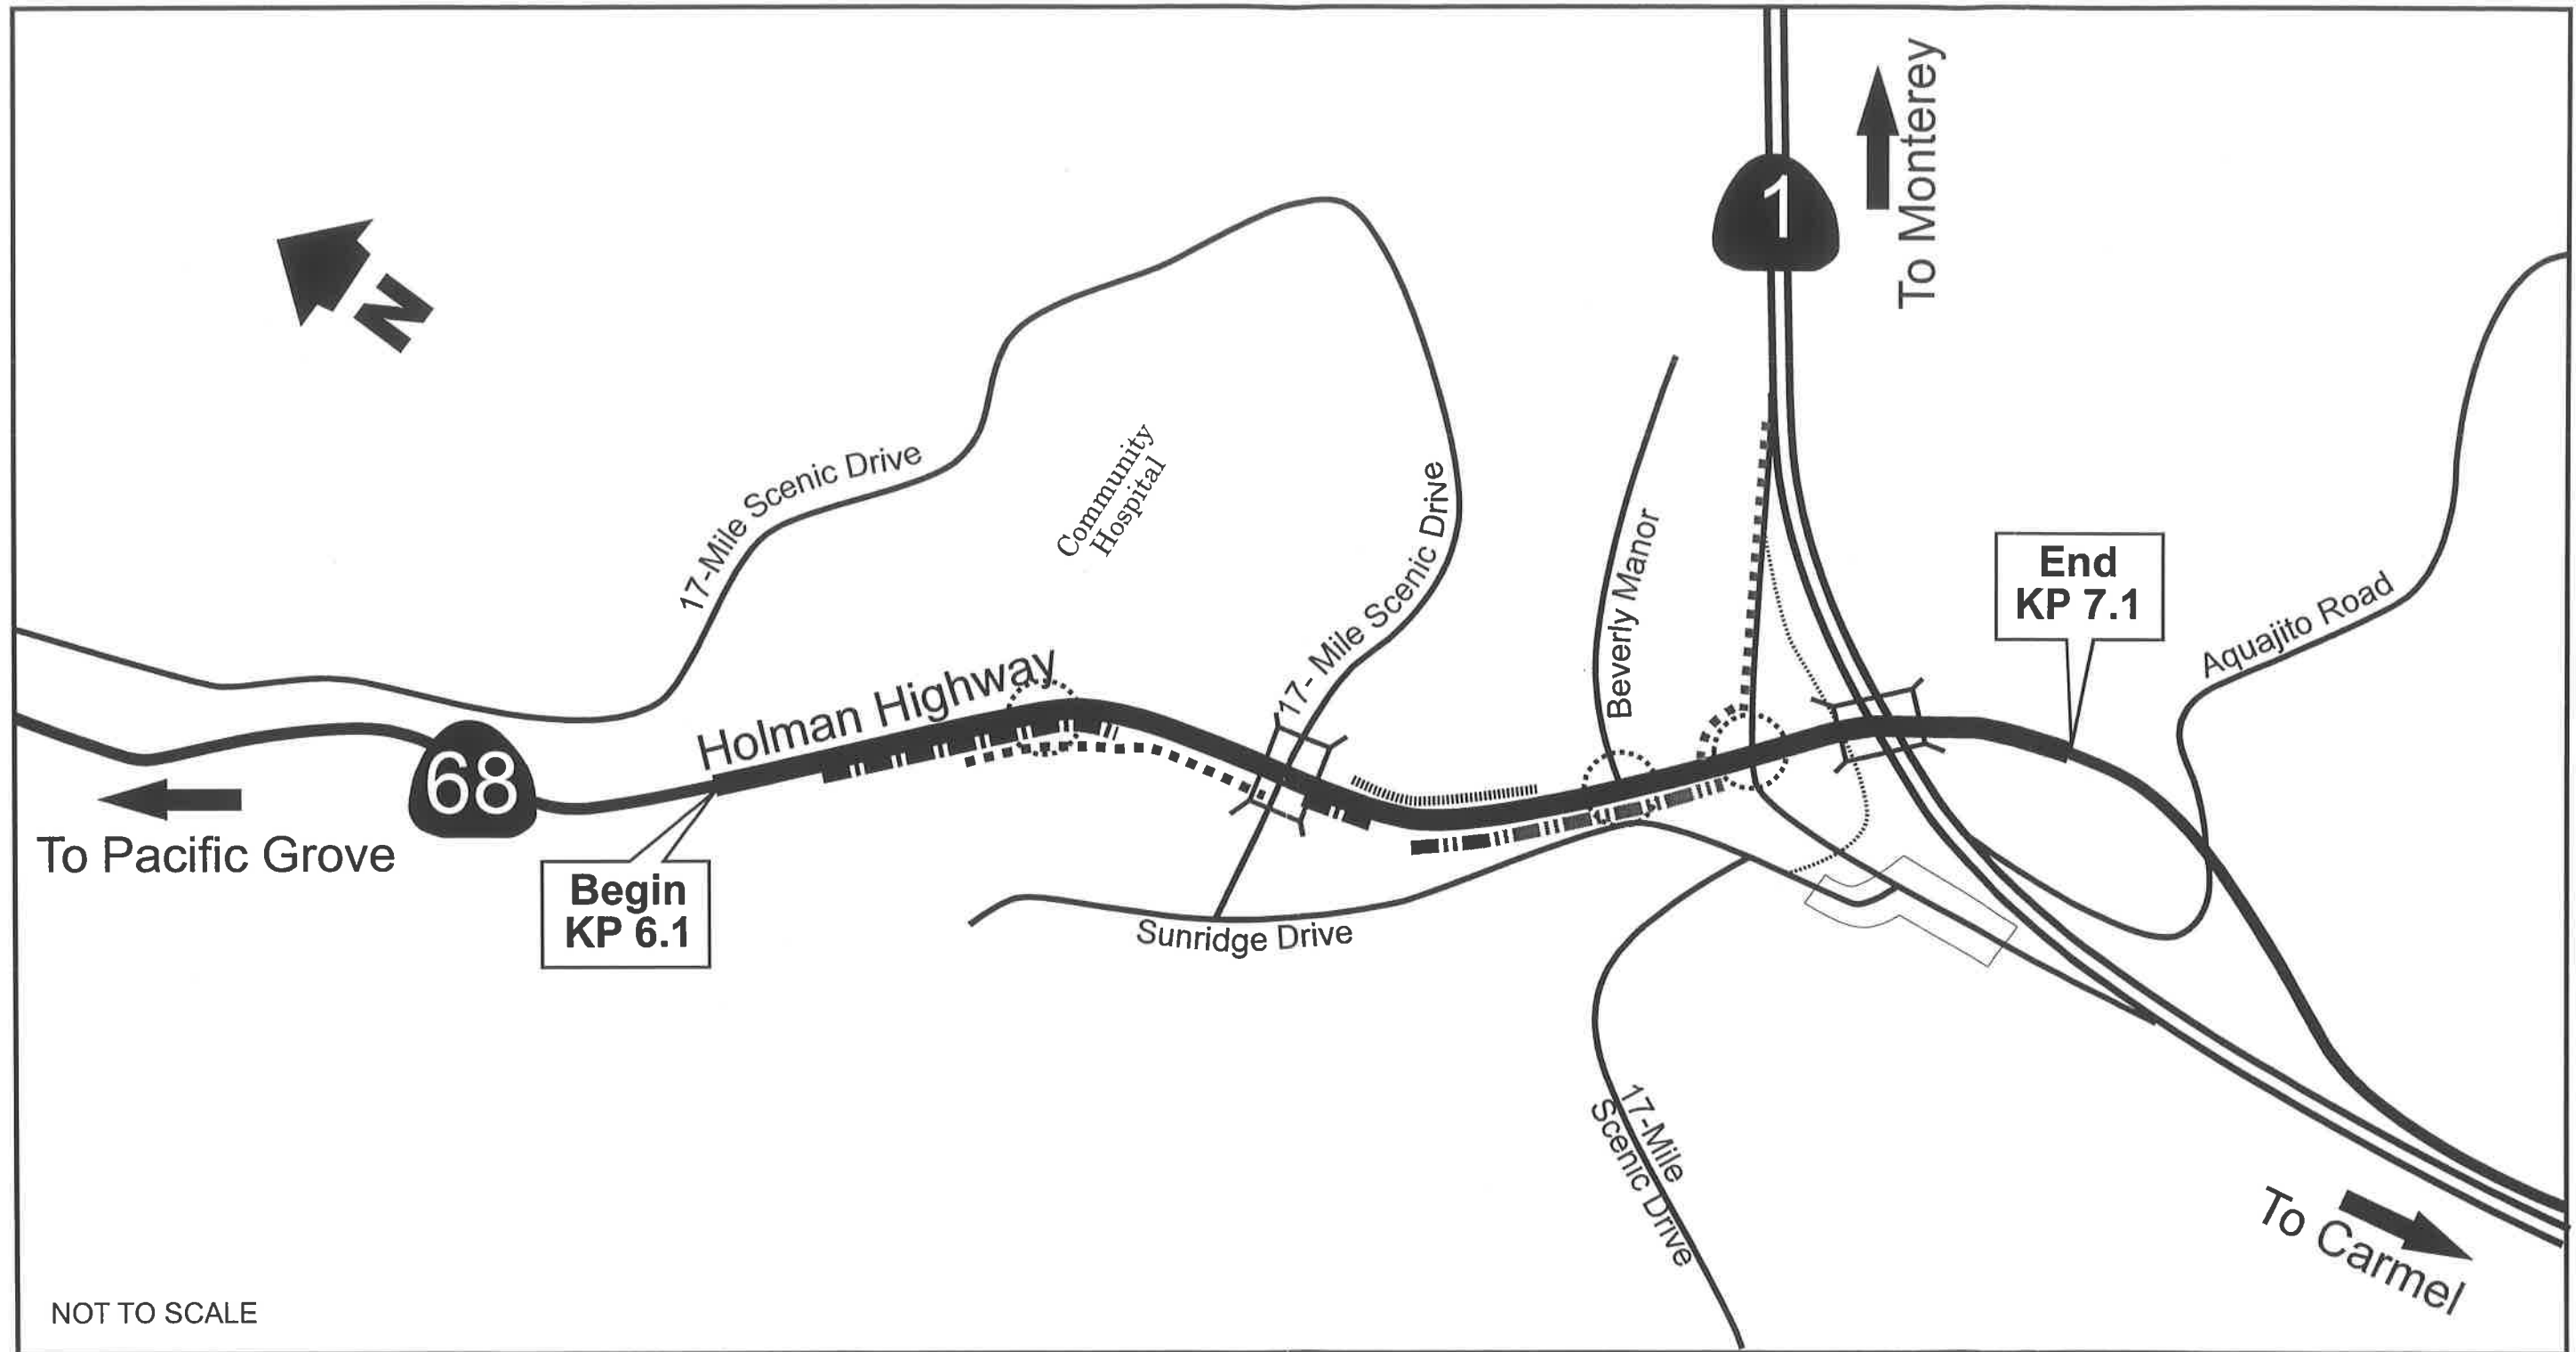 To Monterey
1
N
17-Mile Scenic Drive
Community
Hospital
17- Mile Scenic Drive
Beverly Manor
End
KP 7.1
Aquajito Road
Holman Highway
68
To Pacific Grove
Begin
KP 6.1
Sunridge Drive
17-Mile
Scenic Drive
To Carmel
NOT TO SCALE